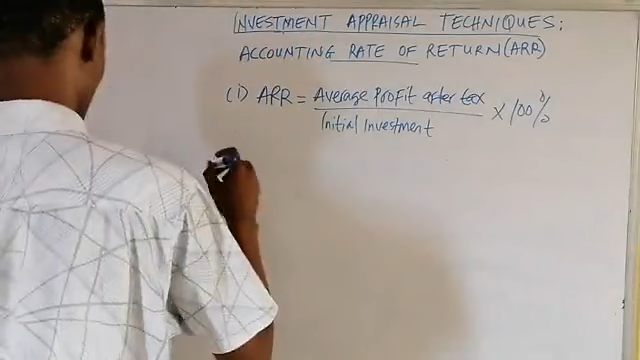 INVESTMENT APPRAISAL TECHNIQUES:
ACCOUNTING RATE OF RETURN (ARR)
(i) ARR = Average Profit after tax
Initial Investment
X 100%